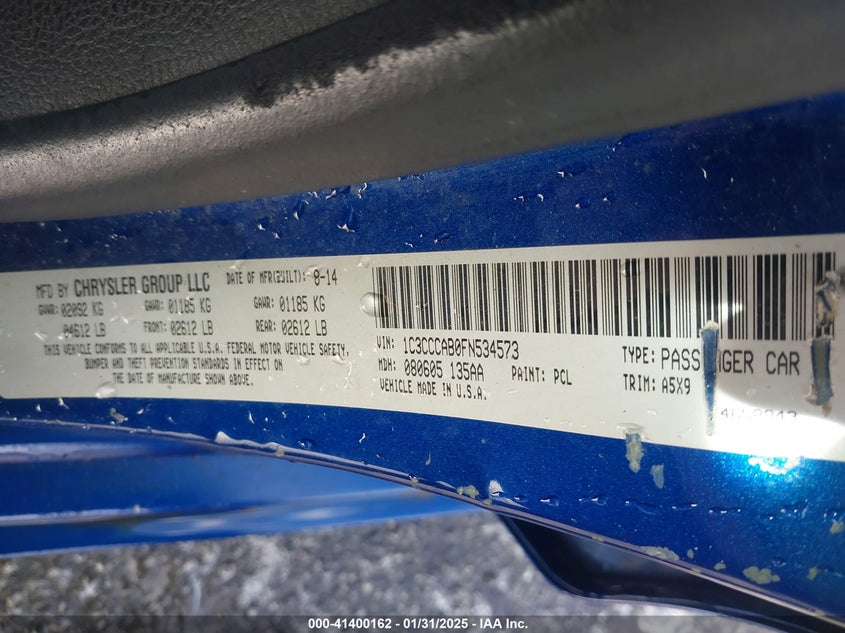 MFD BY CHRYSLER GROUP LLC DATE OF MFR(BUILT): 8-14
GVWR: 02092 KG GAWR: 01185 KG GAWR: 01185 KG
04612 LB FRONT: 02612 LB REAR: 02612 LB
THIS VEHICLE CONFORMS TO ALL APPLICABLE U.S.A. FEDERAL MOTOR VEHICLE SAFETY,
BUMPER AND THEFT PREVENTION STANDARDS IN EFFECT ON
THE DATE OF MANUFACTURE SHOWN ABOVE.
VIN: 1C3CCCAB0FN534573 TYPE: PASSENGER CAR
MDH: 080605 135AA PAINT: PCL TRIM: A5X9
VEHICLE MADE IN U.S.A.
000-41400162 - 01/31/2025 - IAA Inc.